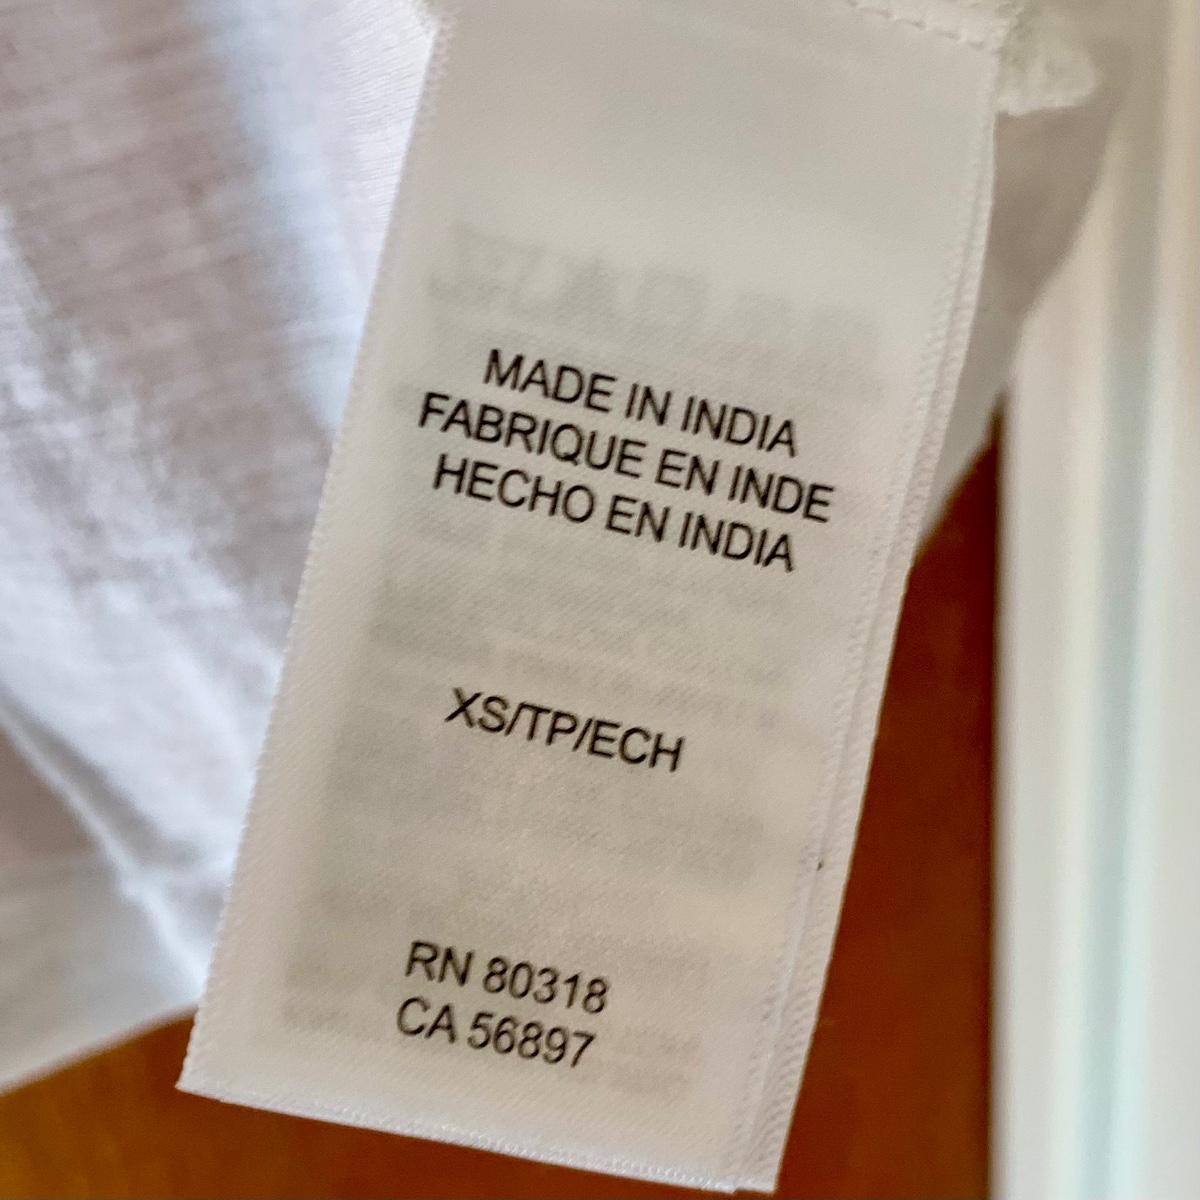 MADE IN INDIA
FABRIQUE EN INDE
HECHO EN INDIA
XS/TP/ECH
RN 80318
CA 56897